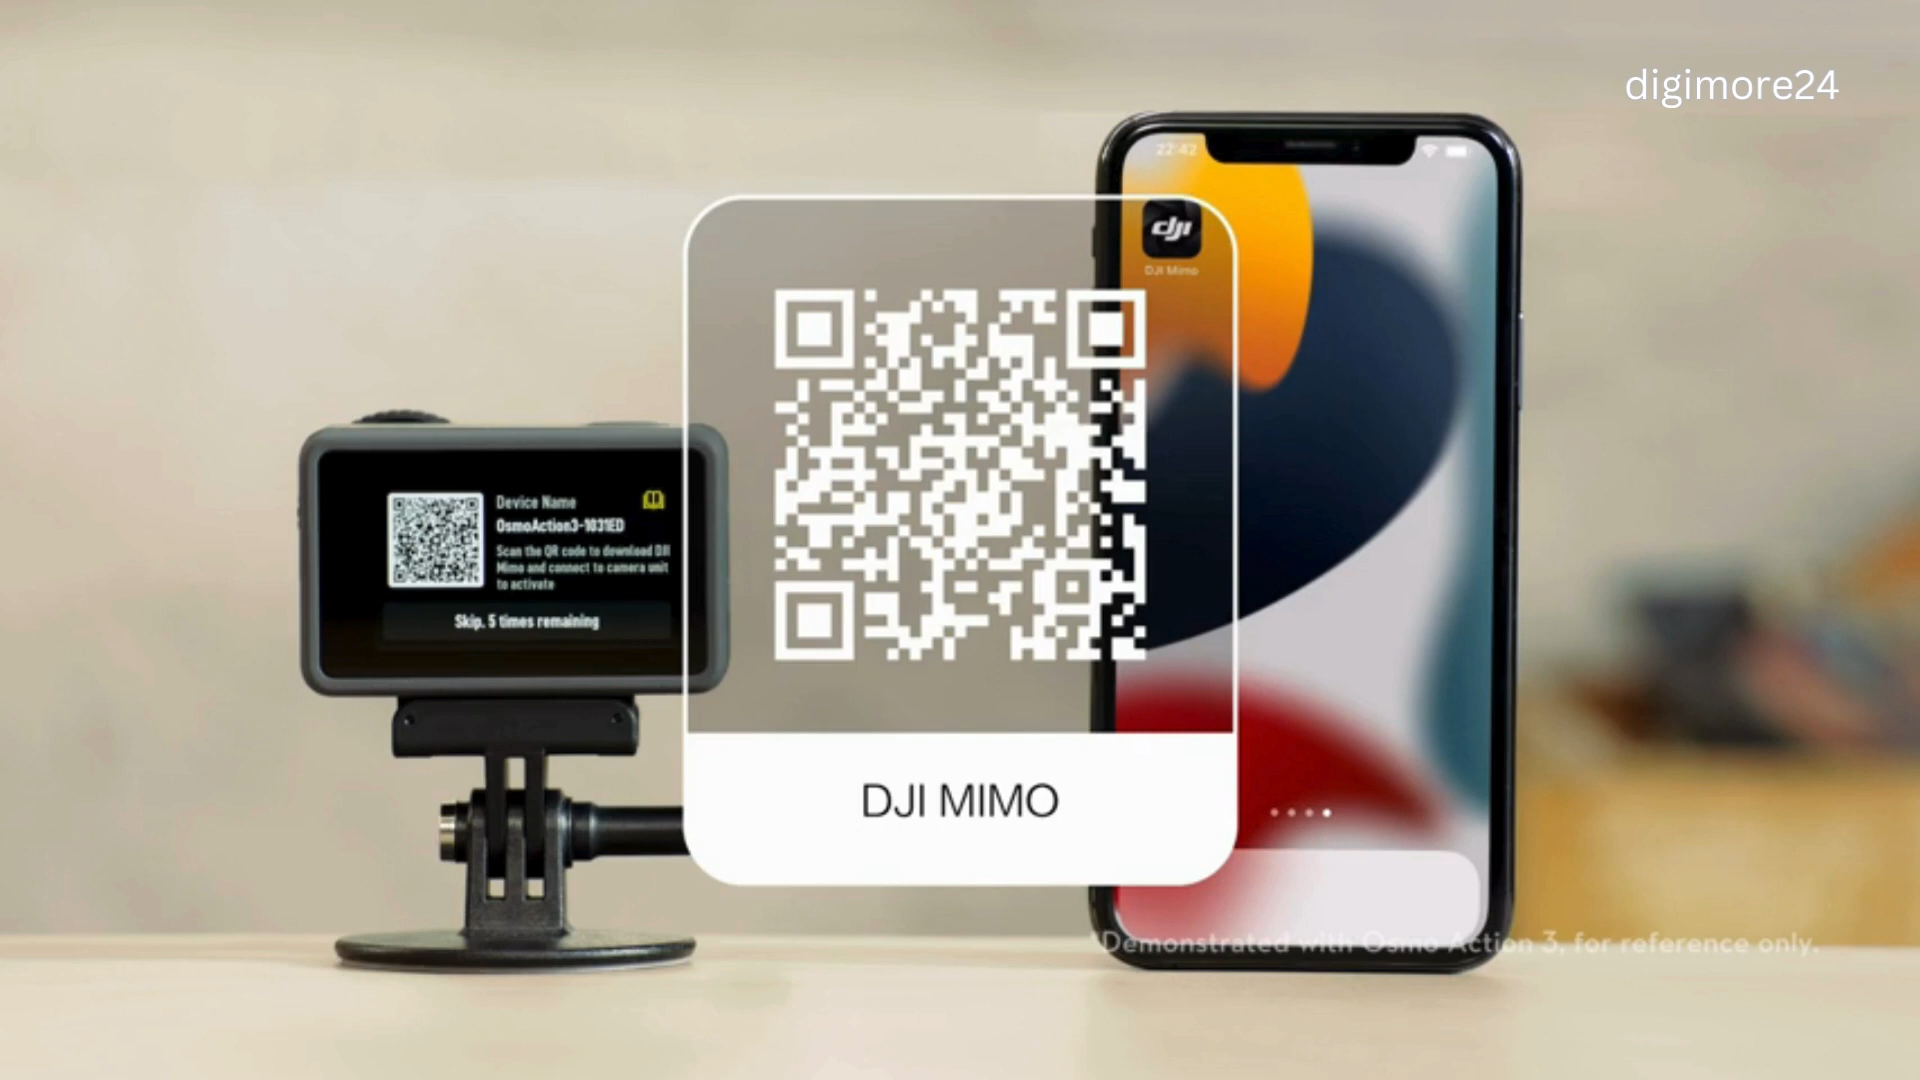 digimore24
22:42
dji
DJI Mimo
Device Name
OsmoAction3-1031ED
Scan the QR code to download DJI
Mimo and connect to camera unit
to activate
Skip. 5 times remaining
DJI MIMO
*Demonstrated with Osmo Action 3, for reference only.